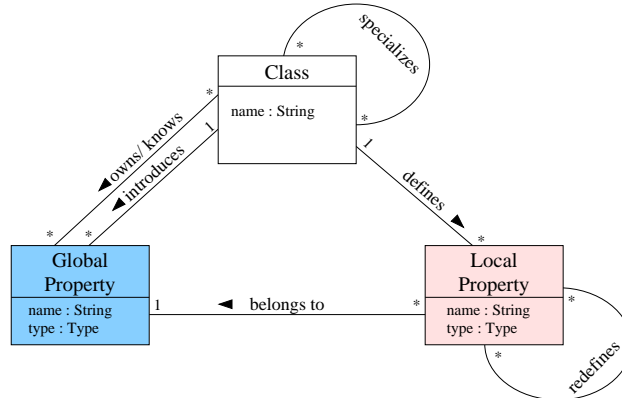 specializes
*
Class
*
name : String
*
1
1
owns/ knows
introduces
defines
*
*
*
Global
Property
name : String
type : Type
1
belongs to
*
Local
Property
name : String
type : Type
*
*
redefines